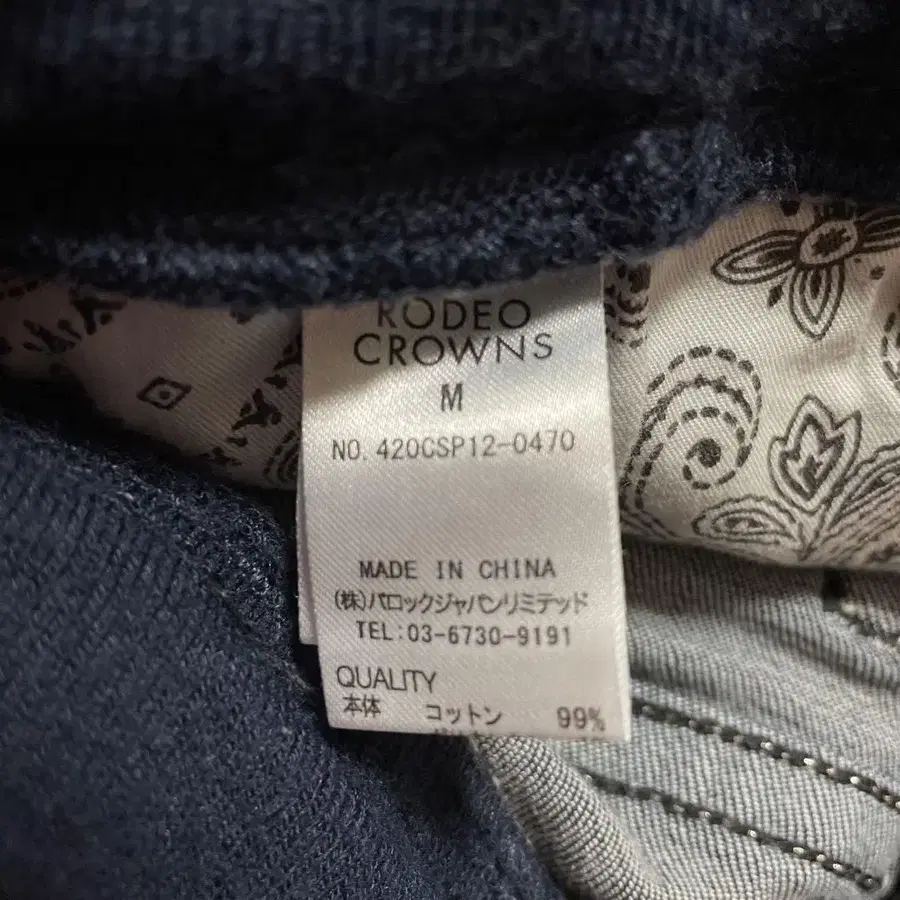 RODEO
CROWNS
M
NO. 420CSP12-0470
MADE IN CHINA
(株)バロックジャパンリミテッド
TEL:03-6730-9191
QUALITY
本体 コットン 99%